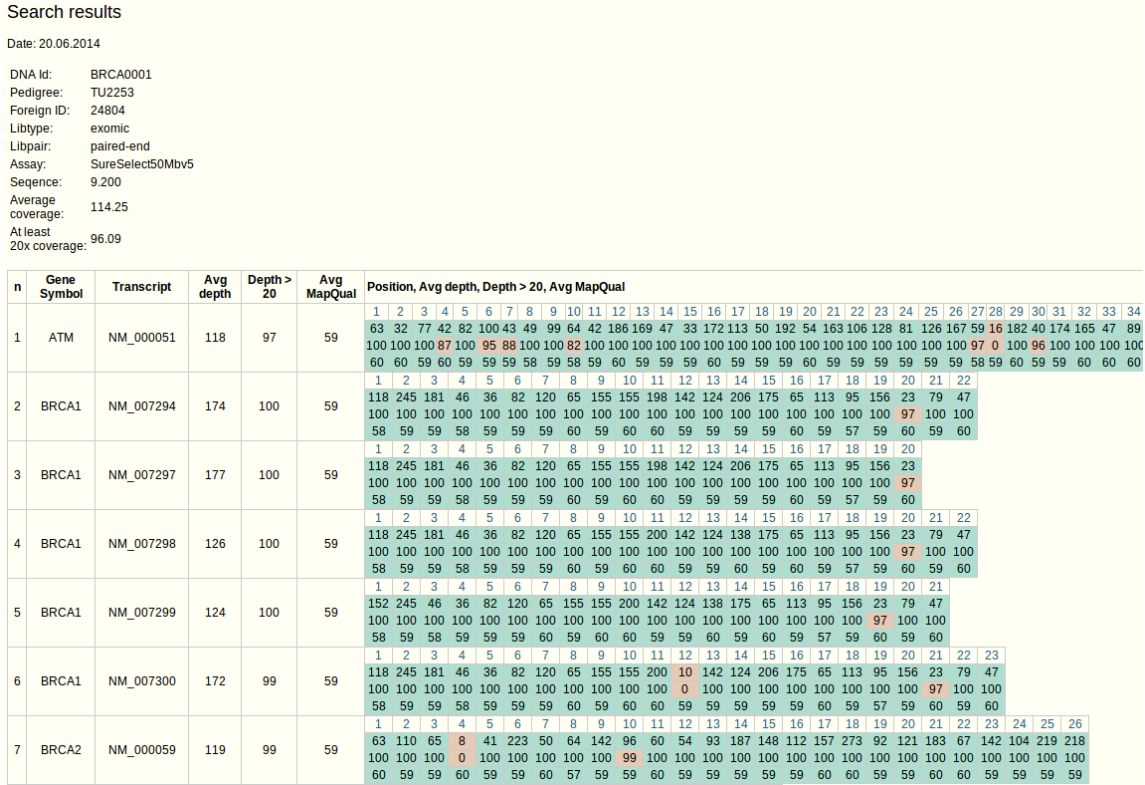 Search results
Date: 20.06.2014
DNA Id: BRCA0001
Pedigree: TU2253
Foreign ID: 24804
Libtype: exomic
Libpair: paired-end
Assay: SureSelect50Mbv5
Seqence: 9.200
Average coverage: 114.25
At least 20x coverage: 96.09
n Gene Symbol Transcript Avg depth Depth > 20 Avg MapQual Position, Avg depth, Depth > 20, Avg MapQual
1 2 3 4 5 6 7 8 9 10 11 12 13 14 15 16 17 18 19 20 21 22 23 24 25 26 27 28 29 30 31 32 33 34
63 32 77 42 82 100 43 49 99 64 42 186 169 47 33 172 113 50 192 54 163 106 128 81 126 167 59 16 182 40 174 165 47 89
1 ATM NM_000051 118 97 59 100 100 100 87 100 95 88 100 100 82 100 100 100 100 100 100 100 100 100 100 100 100 100 100 100 100 97 0 100 96 100 100 100 100
60 60 59 60 59 59 59 58 59 58 59 60 59 60 59 60 59 59 59 60 59 59 59 60 59 59 58 59 60 59 59 60 60 60
1 2 3 4 5 6 7 8 9 10 11 12 13 14 15 16 17 18 19 20 21 22
118 245 181 46 36 82 120 65 155 155 198 142 124 206 175 65 113 95 156 23 79 47
2 BRCA1 NM_007294 174 100 59 100 100 100 100 100 100 100 100 100 100 100 100 100 100 100 100 100 100 100 97 100 100
58 59 59 58 59 59 59 60 59 60 60 59 59 59 59 60 59 57 59 60 59 60
1 2 3 4 5 6 7 8 9 10 11 12 13 14 15 16 17 18 19 20
118 245 181 46 36 82 120 65 155 155 198 142 124 206 175 65 113 95 156 23
3 BRCA1 NM_007297 177 100 59 100 100 100 100 100 100 100 100 100 100 100 100 100 100 100 100 100 100 100 97
58 59 59 58 59 59 59 60 59 60 60 59 59 59 59 60 59 57 59 60
1 2 3 4 5 6 7 8 9 10 11 12 13 14 15 16 17 18 19 20 21 22
118 245 181 46 36 82 120 65 155 155 200 142 124 138 175 65 113 95 156 23 79 47
4 BRCA1 NM_007298 126 100 59 100 100 100 100 100 100 100 100 100 100 100 100 100 100 100 100 100 100 100 97 100 100
58 59 59 58 59 59 59 60 59 60 60 59 59 60 59 60 59 57 59 60 59 60
1 2 3 4 5 6 7 8 9 10 11 12 13 14 15 16 17 18 19 20 21
152 245 46 36 82 120 65 155 155 200 142 124 138 175 65 113 95 156 23 79 47
5 BRCA1 NM_007299 124 100 59 100 100 100 100 100 100 100 100 100 100 100 100 100 100 100 100 100 100 97 100 100
58 59 58 59 59 59 60 59 60 60 59 59 60 59 60 59 57 59 60 59 60
1 2 3 4 5 6 7 8 9 10 11 12 13 14 15 16 17 18 19 20 21 22 23
118 245 181 46 36 82 120 65 155 155 200 10 142 124 206 175 65 113 95 156 23 79 47
6 BRCA1 NM_007300 172 99 59 100 100 100 100 100 100 100 100 100 100 100 0 100 100 100 100 100 100 100 100 97 100 100
58 59 59 58 59 59 59 60 59 60 60 59 59 59 59 59 60 59 57 59 60 59 60
1 2 3 4 5 6 7 8 9 10 11 12 13 14 15 16 17 18 19 20 21 22 23 24 25 26
63 110 65 8 41 223 50 64 142 96 60 54 93 187 148 112 157 273 92 121 183 67 142 104 219 218
7 BRCA2 NM_000059 119 99 59 100 100 100 0 100 100 100 100 100 99 100 100 100 100 100 100 100 100 100 100 100 100 100 100 100 100
60 59 59 60 59 59 60 57 59 59 60 59 59 59 59 59 60 60 59 59 60 60 59 59 59 59